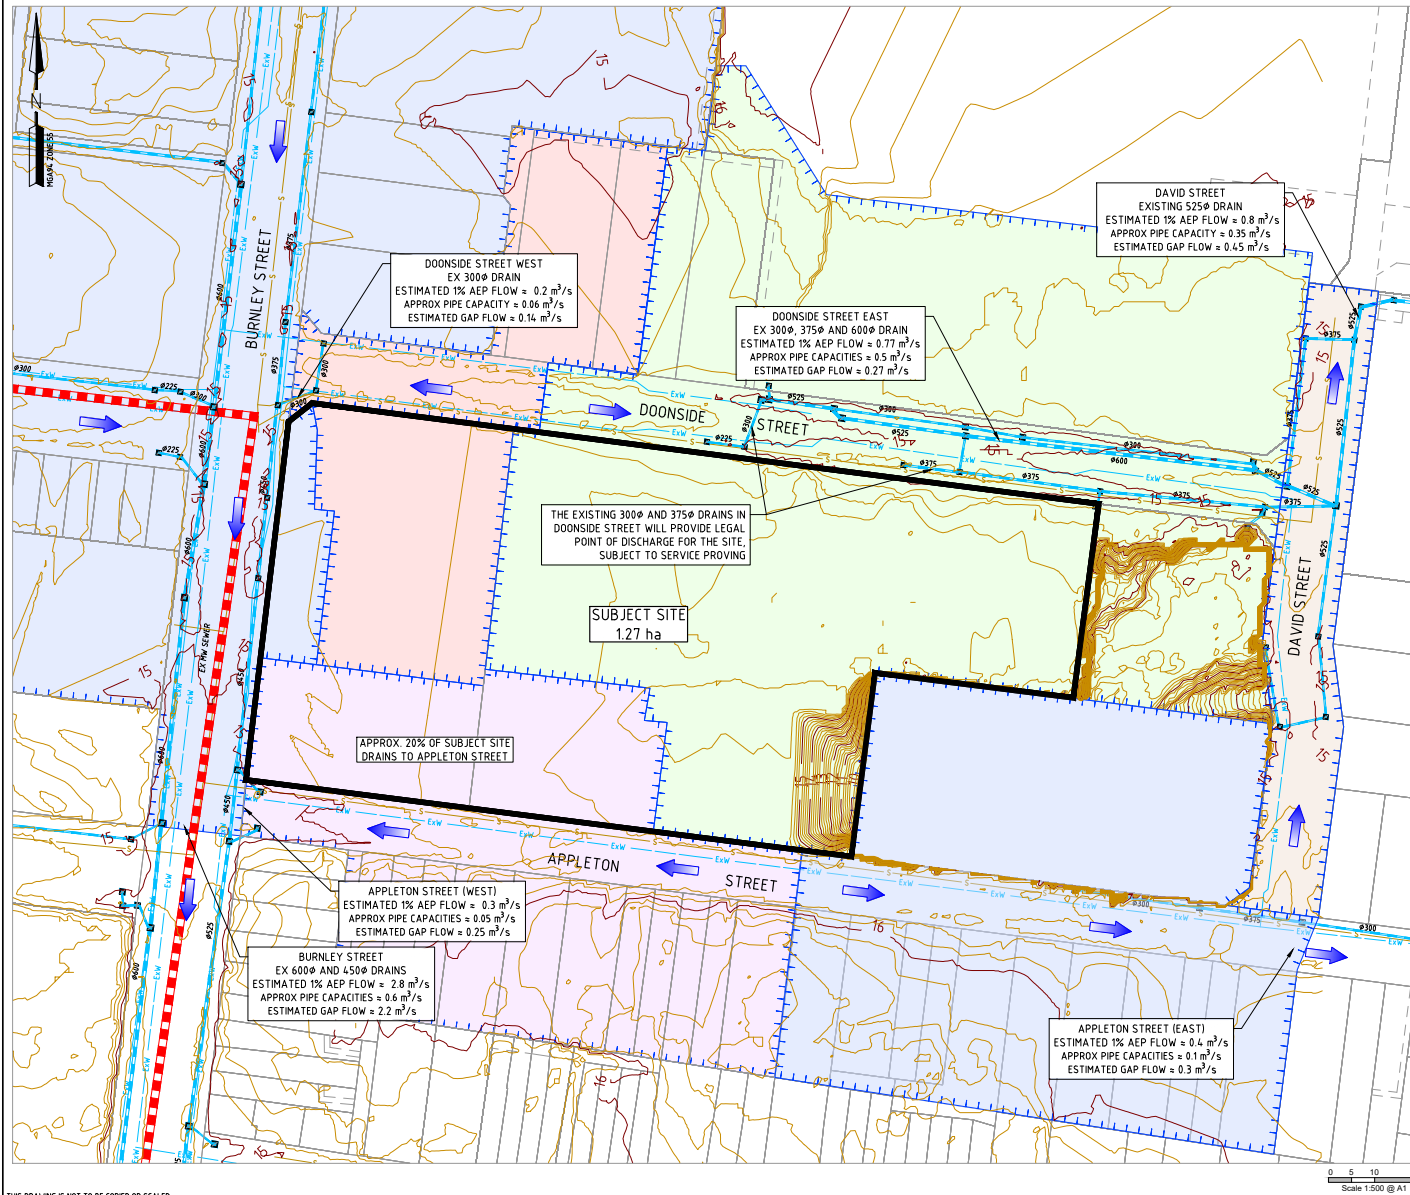 N
MGA94 ZONE 55
BURNLEY STREET
DOONSIDE STREET WEST
EX 300Ø DRAIN
ESTIMATED 1% AEP FLOW ≈ 0.2 m³/s
APPROX PIPE CAPACITY ≈ 0.06 m³/s
ESTIMATED GAP FLOW ≈ 0.14 m³/s
DAVID STREET
EXISTING 525Ø DRAIN
ESTIMATED 1% AEP FLOW ≈ 0.8 m³/s
APPROX PIPE CAPACITY ≈ 0.35 m³/s
ESTIMATED GAP FLOW ≈ 0.45 m³/s
DOONSIDE STREET EAST
EX 300Ø, 375Ø AND 600Ø DRAIN
ESTIMATED 1% AEP FLOW ≈ 0.77 m³/s
APPROX PIPE CAPACITIES ≈ 0.5 m³/s
ESTIMATED GAP FLOW ≈ 0.27 m³/s
DOONSIDE
STREET
THE EXISTING 300Ø AND 375Ø DRAINS IN
DOONSIDE STREET WILL PROVIDE LEGAL
POINT OF DISCHARGE FOR THE SITE,
SUBJECT TO SERVICE PROVING
SUBJECT SITE
1.27 ha
DAVID STREET
EX MW SEWER
APPROX. 20% OF SUBJECT SITE
DRAINS TO APPLETON STREET
APPLETON
STREET
APPLETON STREET (WEST)
ESTIMATED 1% AEP FLOW ≈ 0.3 m³/s
APPROX PIPE CAPACITIES ≈ 0.05 m³/s
ESTIMATED GAP FLOW ≈ 0.25 m³/s
BURNLEY STREET
EX 600Ø AND 450Ø DRAINS
ESTIMATED 1% AEP FLOW ≈ 2.8 m³/s
APPROX PIPE CAPACITIES ≈ 0.6 m³/s
ESTIMATED GAP FLOW ≈ 2.2 m³/s
APPLETON STREET (EAST)
ESTIMATED 1% AEP FLOW ≈ 0.4 m³/s
APPROX PIPE CAPACITIES ≈ 0.1 m³/s
ESTIMATED GAP FLOW ≈ 0.3 m³/s
0 5 10
Scale 1:500 @ A1